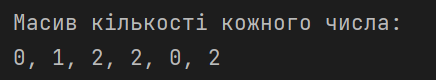 Масив кількості кожного числа:
0, 1, 2, 2, 0, 2